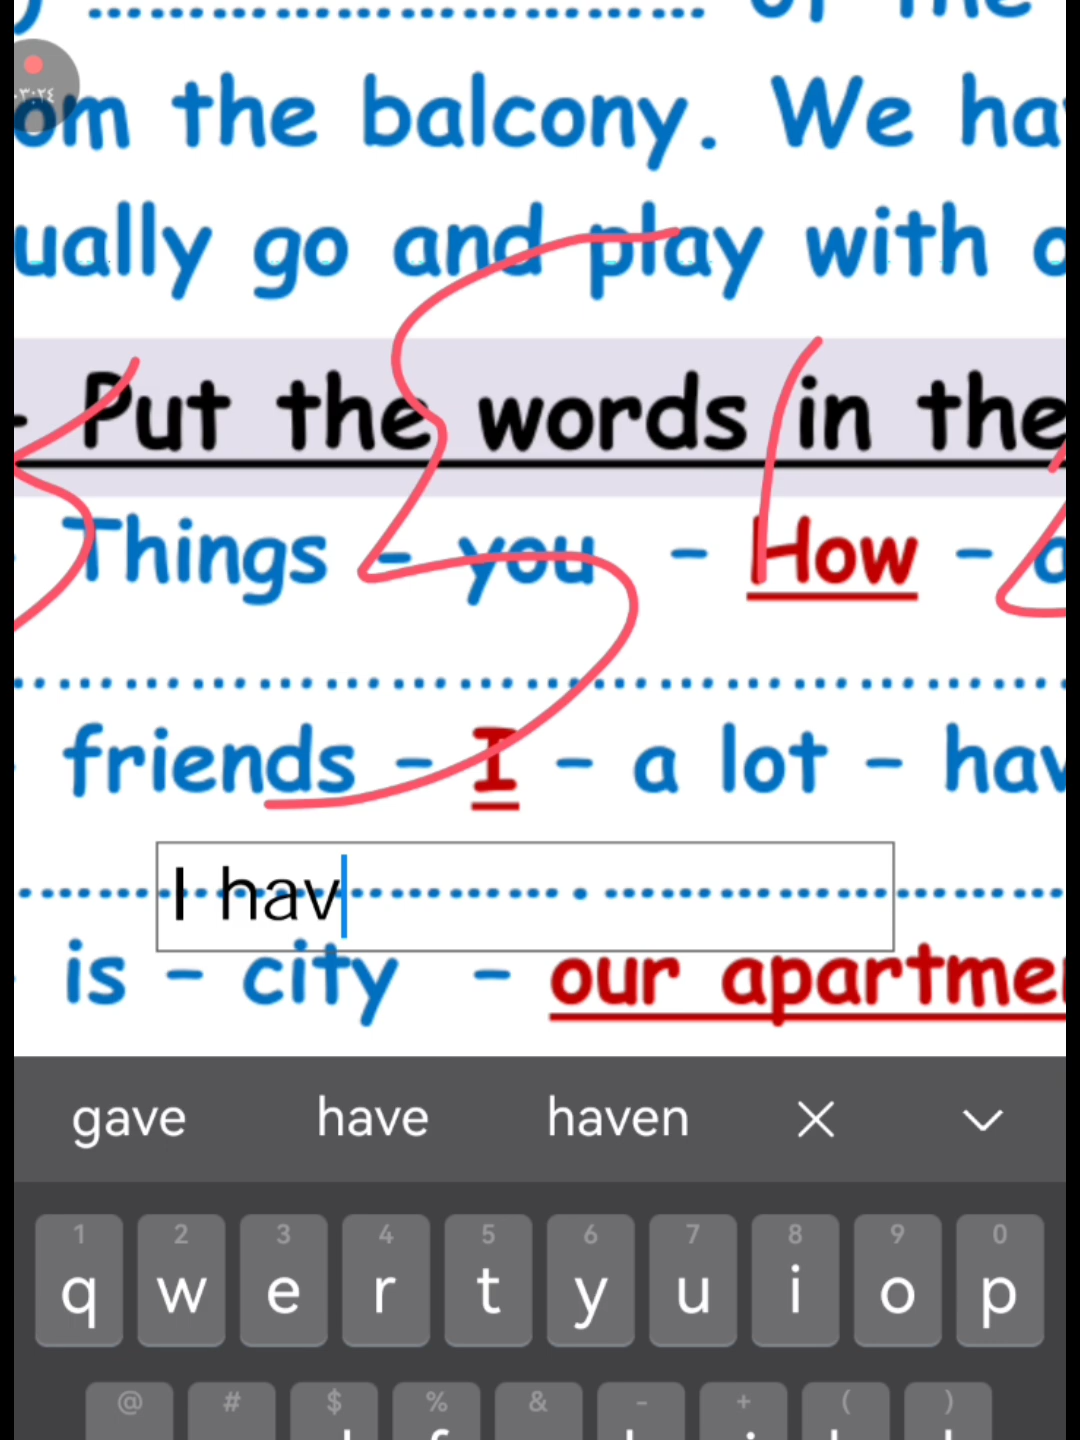 of the
om the balcony. We ha
ually go and play with
- Put the words in the
Things - you - How -
friends - I - a lot - hav
I hav
is - city - our apartme
gave have haven
1 2 3 4 5 6 7 8 9 0
q w e r t y u i o p
@ # $ % & - + ( )